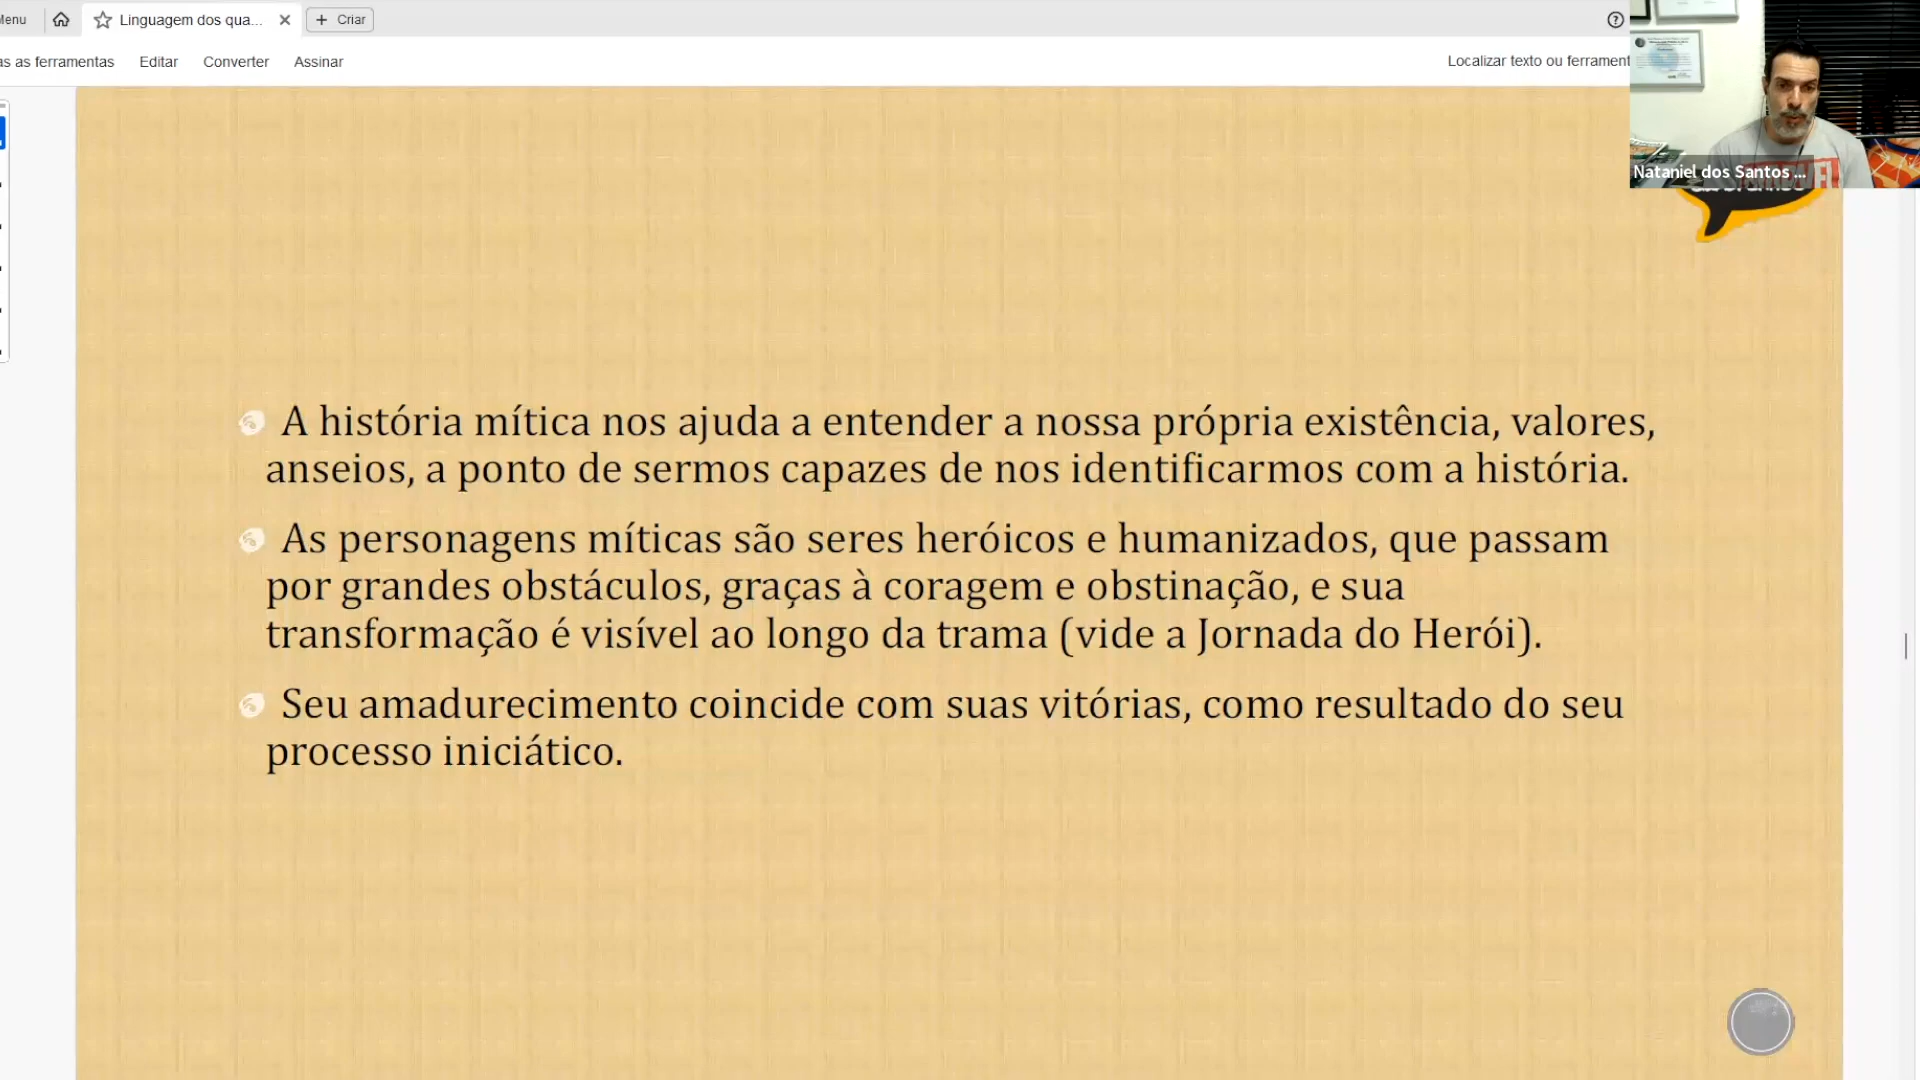 Menu
Linguagem dos qua...
Criar
as as ferramentas
Editar
Converter
Assinar
Localizar texto ou ferrament
Nataniel dos Santos ...
A história mítica nos ajuda a entender a nossa própria existência, valores,
anseios, a ponto de sermos capazes de nos identificarmos com a história.
As personagens míticas são seres heróicos e humanizados, que passam
por grandes obstáculos, graças à coragem e obstinação, e sua
transformação é visível ao longo da trama (vide a Jornada do Herói).
Seu amadurecimento coincide com suas vitórias, como resultado do seu
processo iniciático.